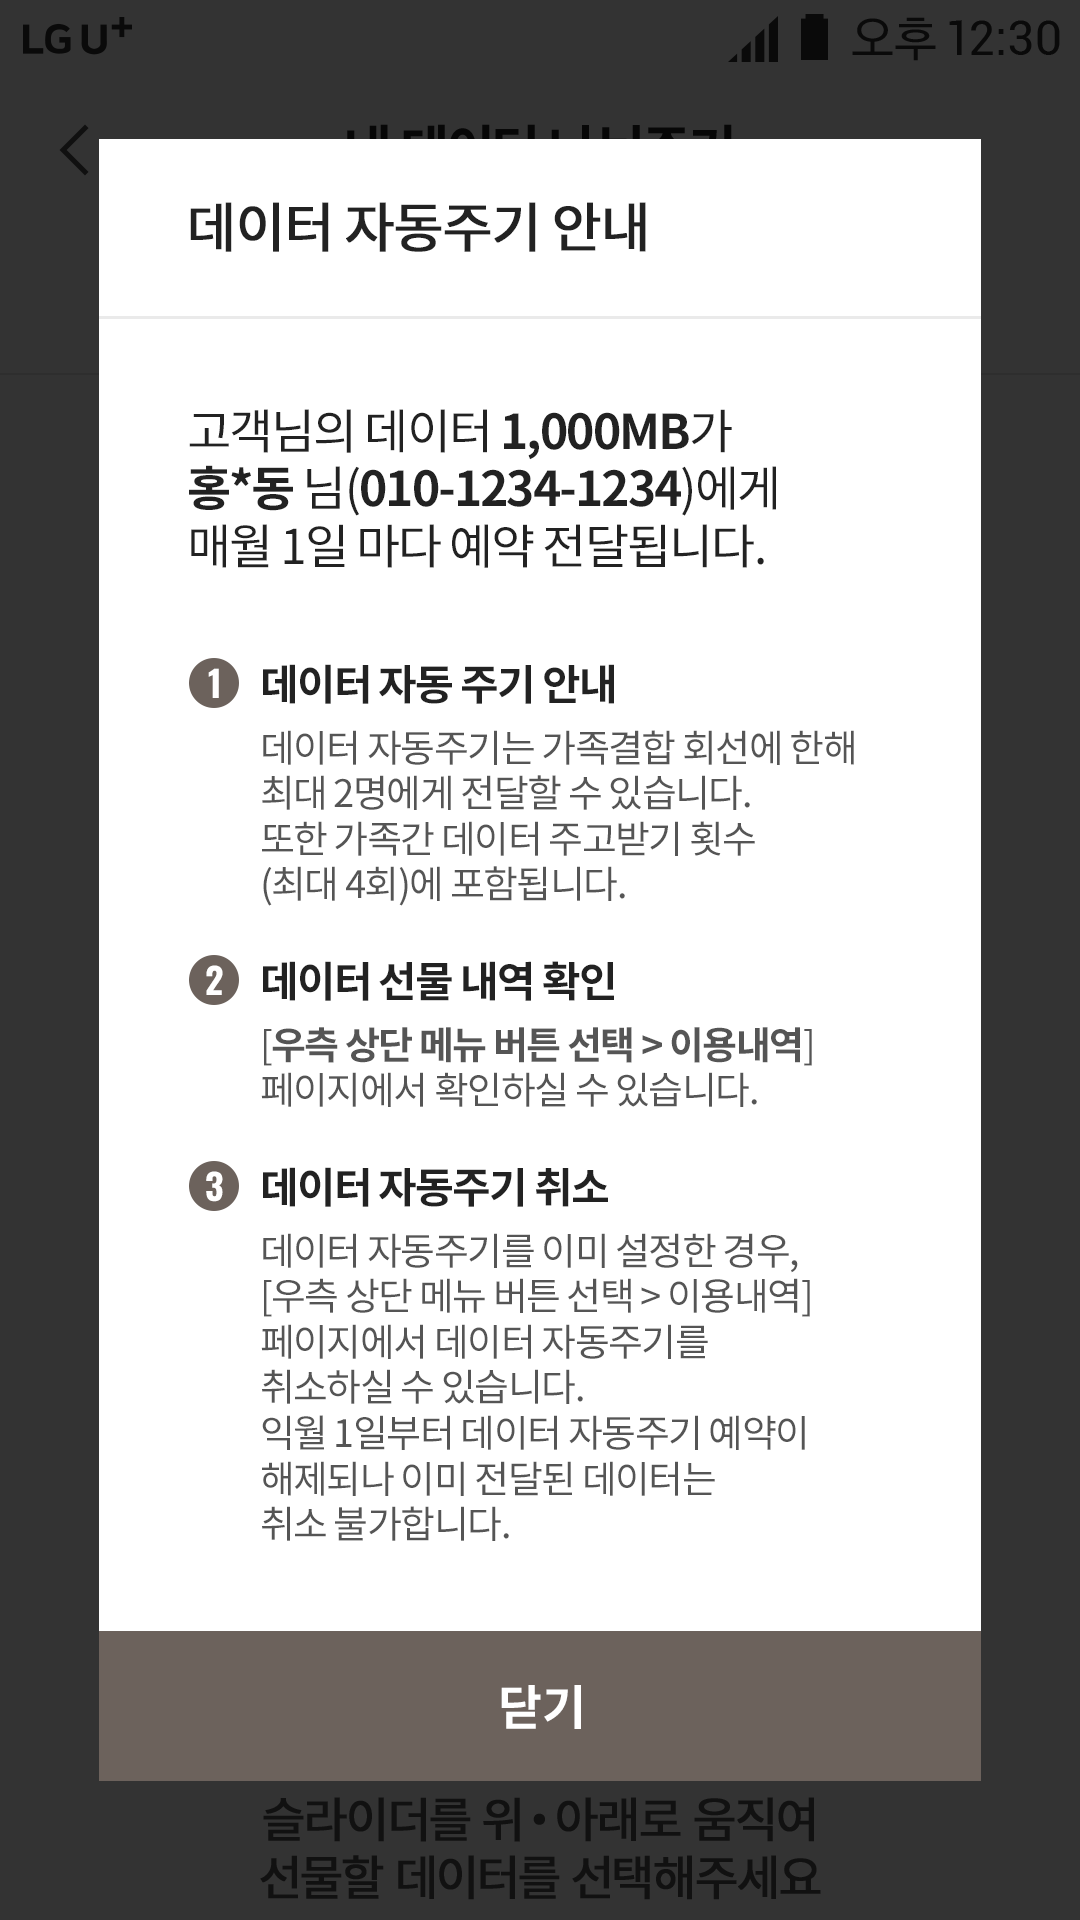 LG U+
오후 12:30
데이터 자동주기 안내
고객님의 데이터 1,000MB가
홍*동 님(010-1234-1234)에게
매월 1일 마다 예약 전달됩니다.
1 데이터 자동 주기 안내
데이터 자동주기는 가족결합 회선에 한해
최대 2명에게 전달할 수 있습니다.
또한 가족간 데이터 주고받기 횟수
(최대 4회)에 포함됩니다.
2 데이터 선물 내역 확인
[우측 상단 메뉴 버튼 선택 > 이용내역]
페이지에서 확인하실 수 있습니다.
3 데이터 자동주기 취소
데이터 자동주기를 이미 설정한 경우,
[우측 상단 메뉴 버튼 선택 > 이용내역]
페이지에서 데이터 자동주기를
취소하실 수 있습니다.
익월 1일부터 데이터 자동주기 예약이
해제되나 이미 전달된 데이터는
취소 불가합니다.
닫기
슬라이더를 위 • 아래로 움직여
선물할 데이터를 선택해주세요